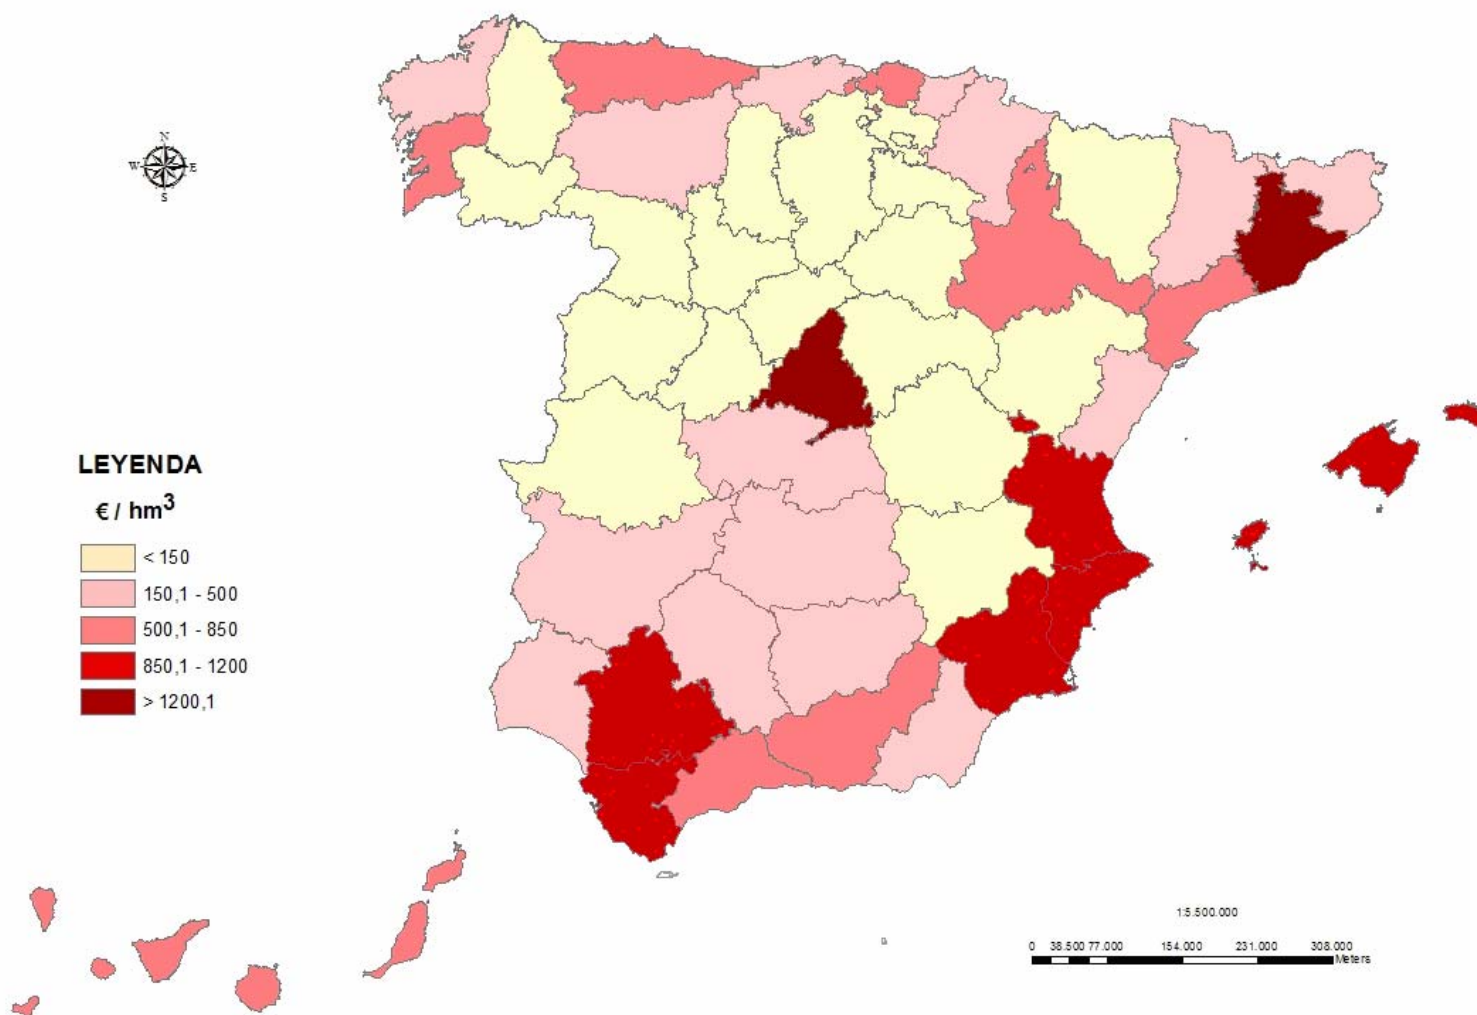 N
W E
S
LEYENDA
€ / hm³
< 150
150,1 - 500
500,1 - 850
850,1 - 1200
> 1200,1
1:5.500.000
0 38.500 77.000 154.000 231.000 308.000
Meters